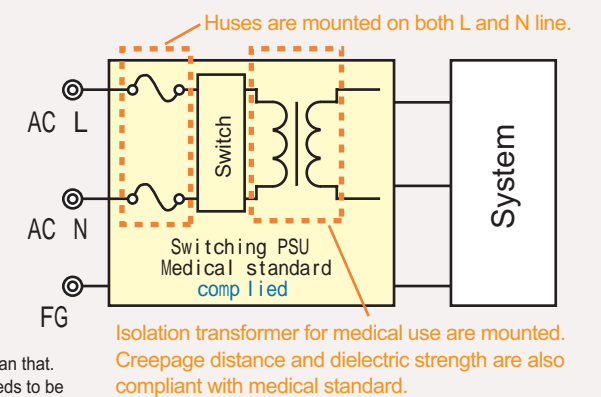 Huses are mounted on both L and N line.
AC L
Switch
System
AC N
Switching PSU
Medical standard
complied
FG
Isolation transformer for medical use are mounted.
Creepage distance and dielectric strength are also
compliant with medical standard.
an that.
eds to be